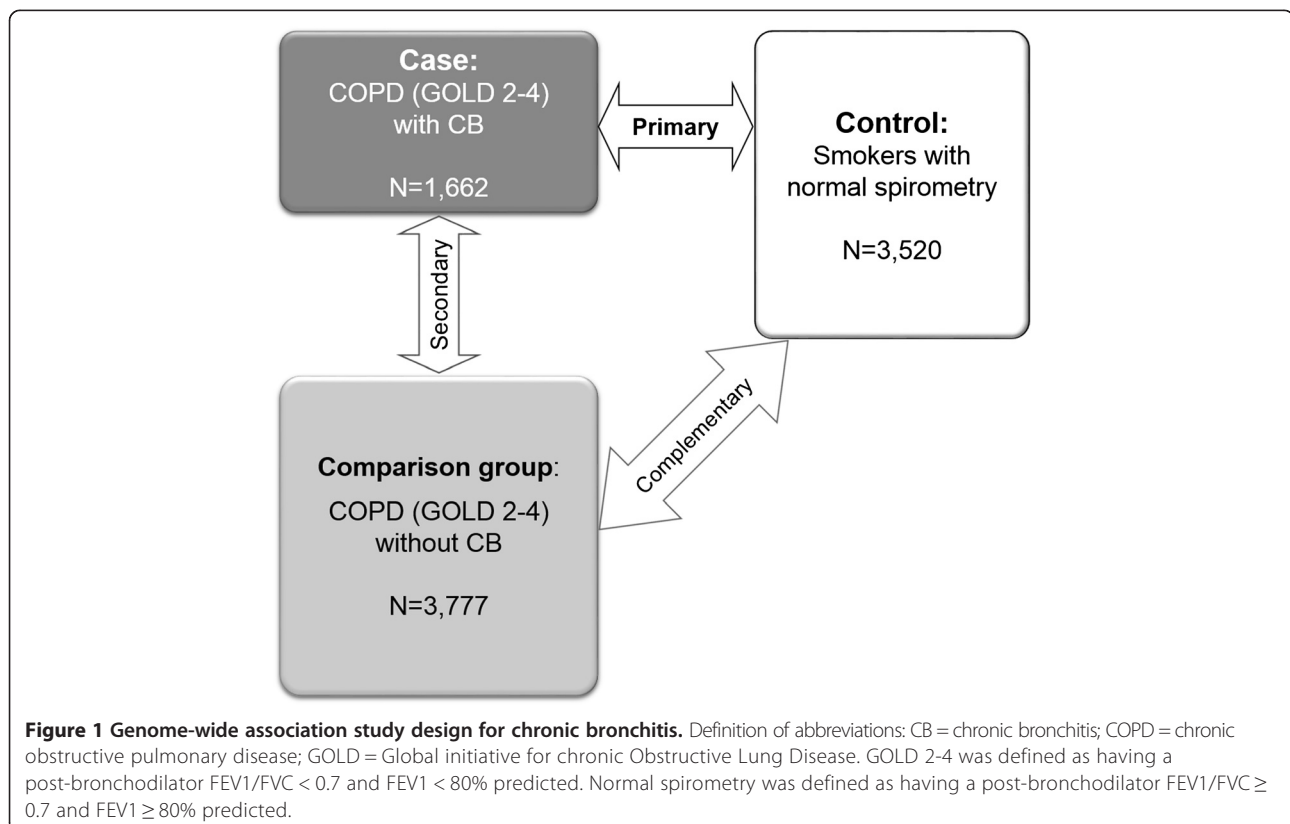 Case:
COPD (GOLD 2-4)
with CB
N=1,662
Primary
Control:
Smokers with
normal spirometry
N=3,520
Secondary
Complementary
Comparison group:
COPD (GOLD 2-4)
without CB
N=3,777
Figure 1 Genome-wide association study design for chronic bronchitis. Definition of abbreviations: CB = chronic bronchitis; COPD = chronic
obstructive pulmonary disease; GOLD = Global initiative for chronic Obstructive Lung Disease. GOLD 2-4 was defined as having a
post-bronchodilator FEV1/FVC < 0.7 and FEV1 < 80% predicted. Normal spirometry was defined as having a post-bronchodilator FEV1/FVC ≥
0.7 and FEV1 ≥ 80% predicted.